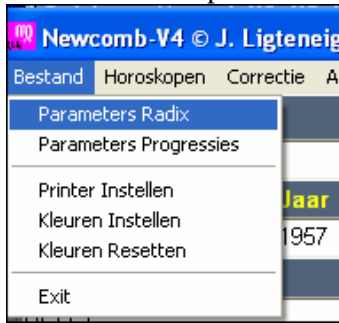 Newcomb-V4 © J. Ligteneig
Bestand Horoskopen Correctie A
Parameters Radix
Parameters Progressies
Printer Instellen
Jaar
Kleuren Instellen
1957
Kleuren Resetten
Exit